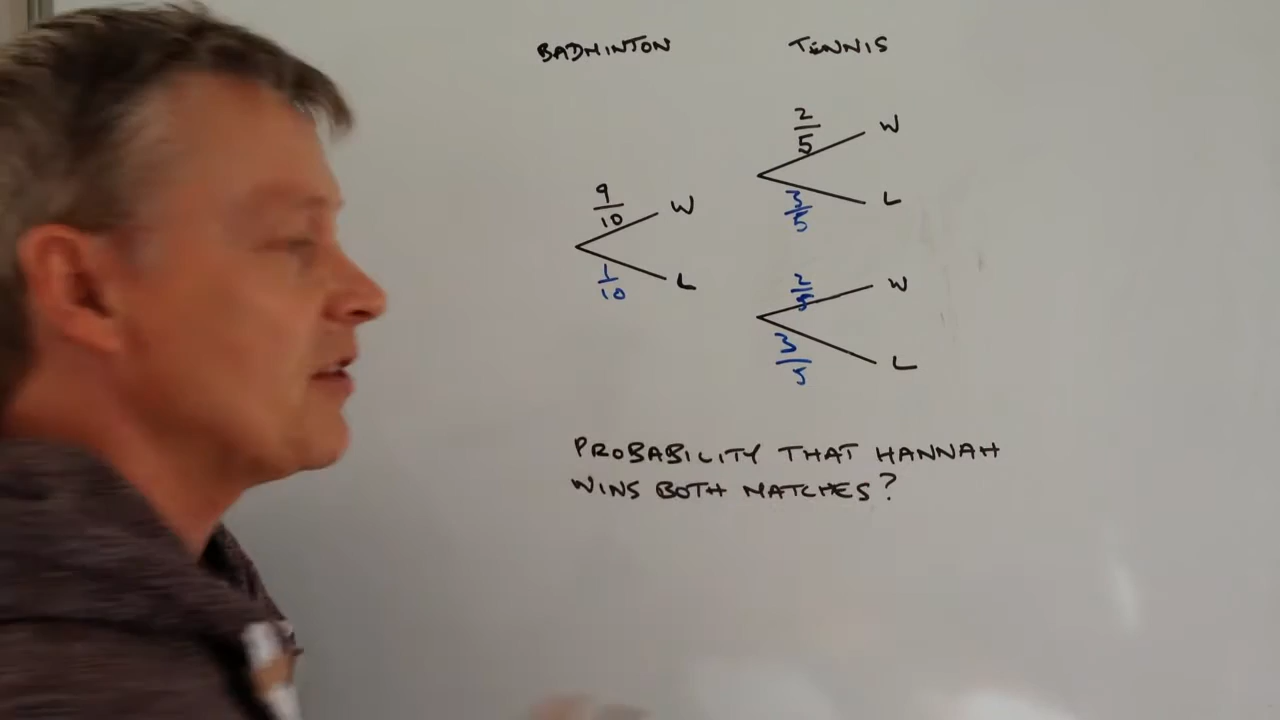 BADMINTON TENNIS
2/5 W
3/5 L
9/10 W
1/10 L
2/5 W
3/5 L
PROBABILITY THAT HANNAH
WINS BOTH MATCHES?